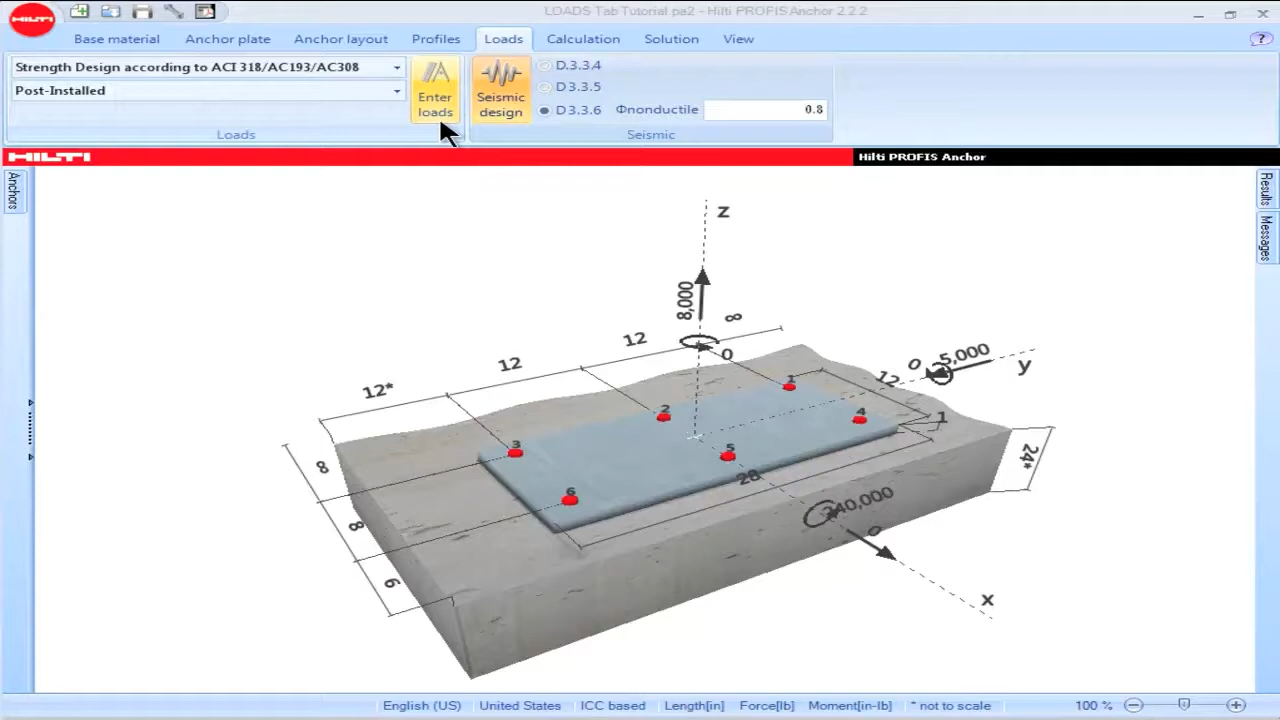 HILTI
LOADS Tab Tutorial pa2 - Hilti PROFIS Anchor 2.2.2
Base material Anchor plate Anchor layout Profiles Loads Calculation Solution View
Strength Design according to ACI 318/AC193/AC308
Post-Installed
Enter loads
Loads
Seismic design
D.3.3.4
D.3.3.5
D.3.3.6 Φnonductile 0.8
Seismic
HILTI Hilti PROFIS Anchor
Anchors
Results
Messages
z
8,000
∞
12
0
12
12*
0
5,000
y
12
1
2
3
4
5
6
1
28
24*
8
8
6
0
x
English (US) United States ICC based Length[in] Force[lb] Moment[in-lb] * not to scale 100 %